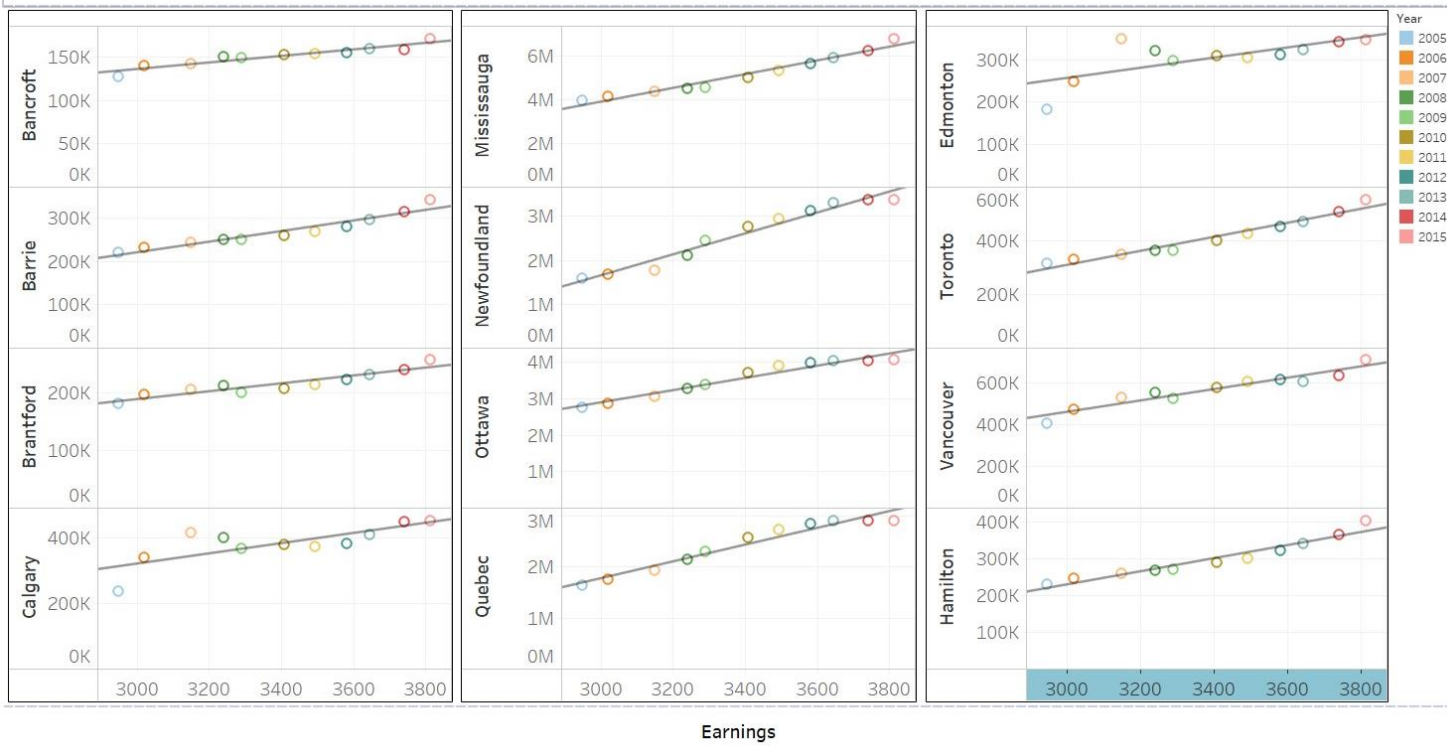 Bancroft
150K
100K
50K
0K
Barrie
300K
200K
100K
0K
Brantford
200K
100K
0K
Calgary
400K
200K
0K
3000 3200 3400 3600 3800
Mississauga
6M
4M
2M
0M
Newfoundland
3M
2M
1M
0M
Ottawa
4M
3M
2M
1M
Quebec
3M
2M
1M
0M
3000 3200 3400 3600 3800
Edmonton
300K
200K
100K
0K
Toronto
600K
400K
200K
0K
Vancouver
600K
400K
200K
0K
Hamilton
400K
300K
200K
100K
3000 3200 3400 3600 3800
Year
2005
2006
2007
2008
2009
2010
2011
2012
2013
2014
2015
Earnings